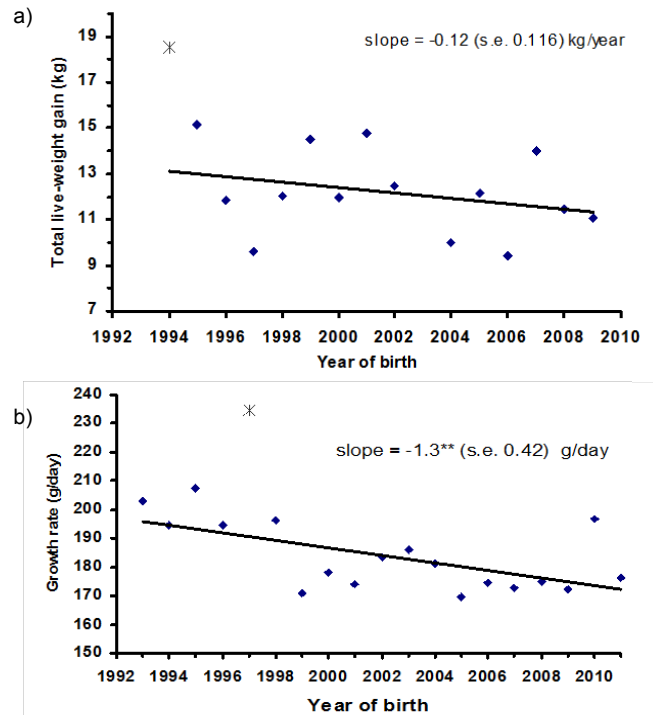 a)
slope = -0.12 (s.e. 0.116) kg/year
Total live-weight gain (kg)
19
17
15
13
11
9
7
1992 1994 1996 1998 2000 2002 2004 2006 2008 2010
Year of birth
b)
slope = -1.3** (s.e. 0.42) g/day
Growth rate (g/day)
240
230
220
210
200
190
180
170
160
150
1992 1994 1996 1998 2000 2002 2004 2006 2008 2010
Year of birth